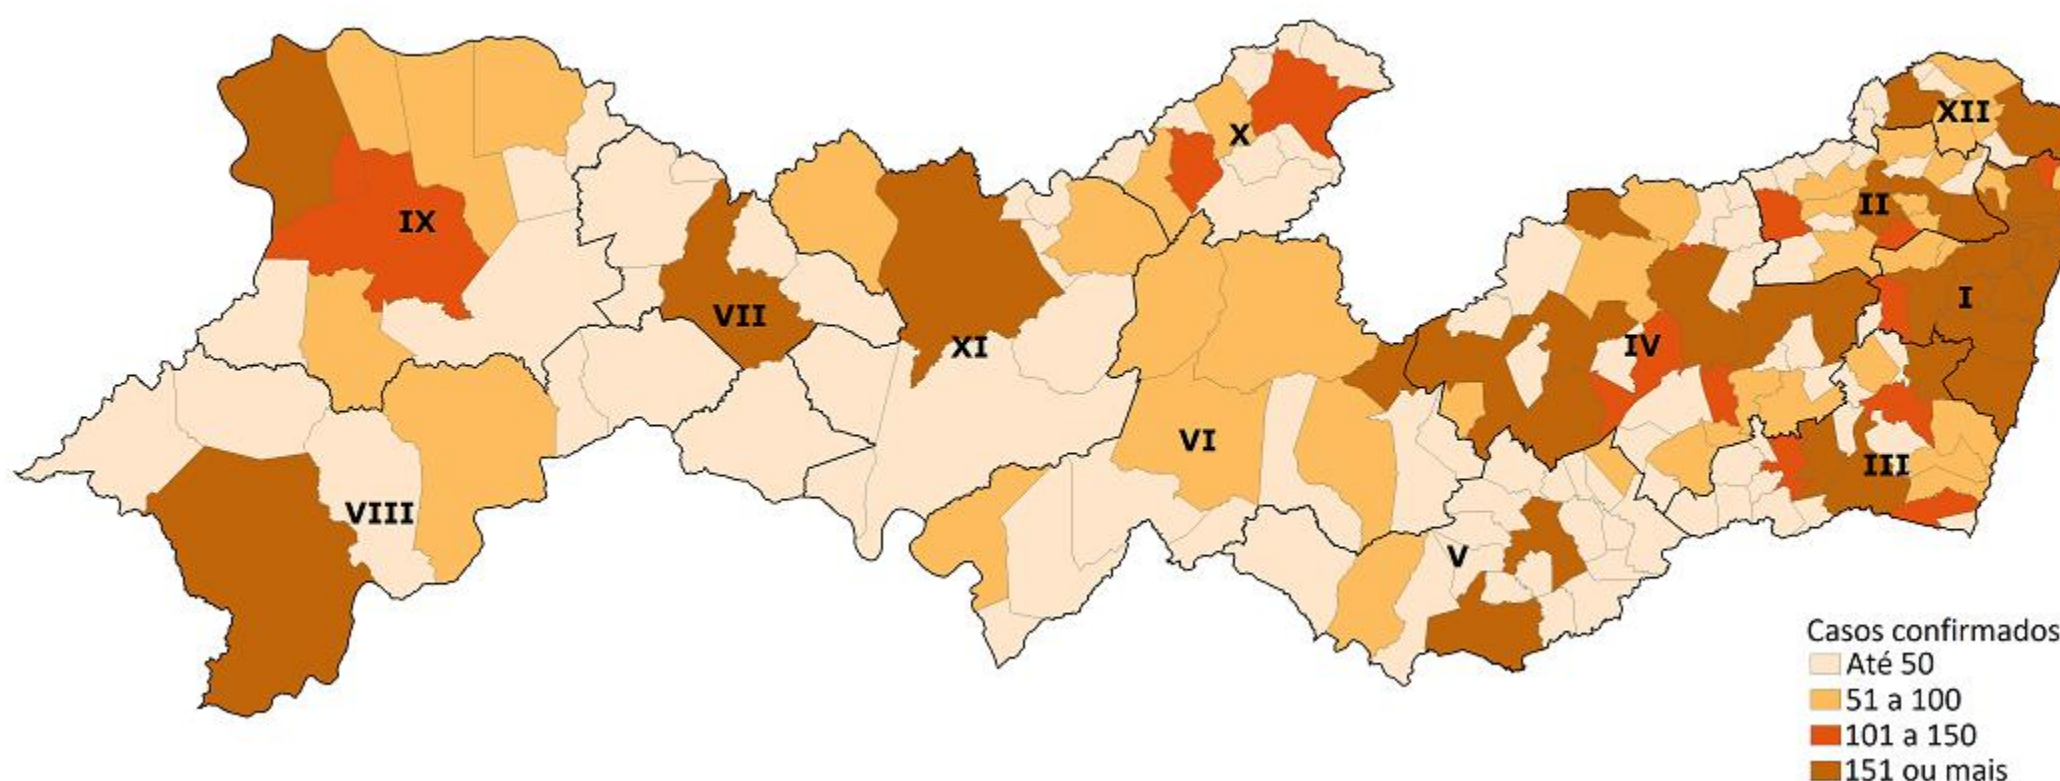 X
XII
II
IX
I
VII
IV
XI
VI
III
VIII
V
Casos confirmados
Até 50
51 a 100
101 a 150
151 ou mais